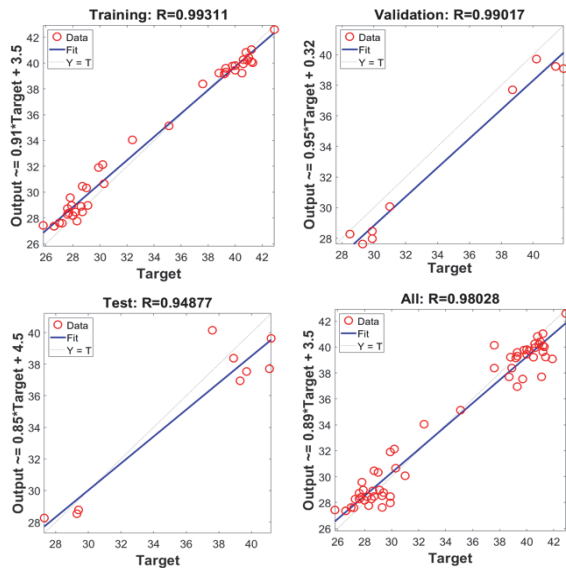 Training: R=0.99311
Output ~= 0.91*Target + 3.5
Data
Fit
Y = T
42
40
38
36
34
32
30
28
26
26 28 30 32 34 36 38 40 42
Target
Validation: R=0.99017
Output ~= 0.95*Target + 0.32
Data
Fit
Y = T
40
38
36
34
32
30
28
28 30 32 34 36 38 40
Target
Test: R=0.94877
Output ~= 0.85*Target + 4.5
Data
Fit
Y = T
40
38
36
34
32
30
28
28 30 32 34 36 38 40
Target
All: R=0.98028
Output ~= 0.89*Target + 3.5
Data
Fit
Y = T
42
40
38
36
34
32
30
28
26
26 28 30 32 34 36 38 40 42
Target